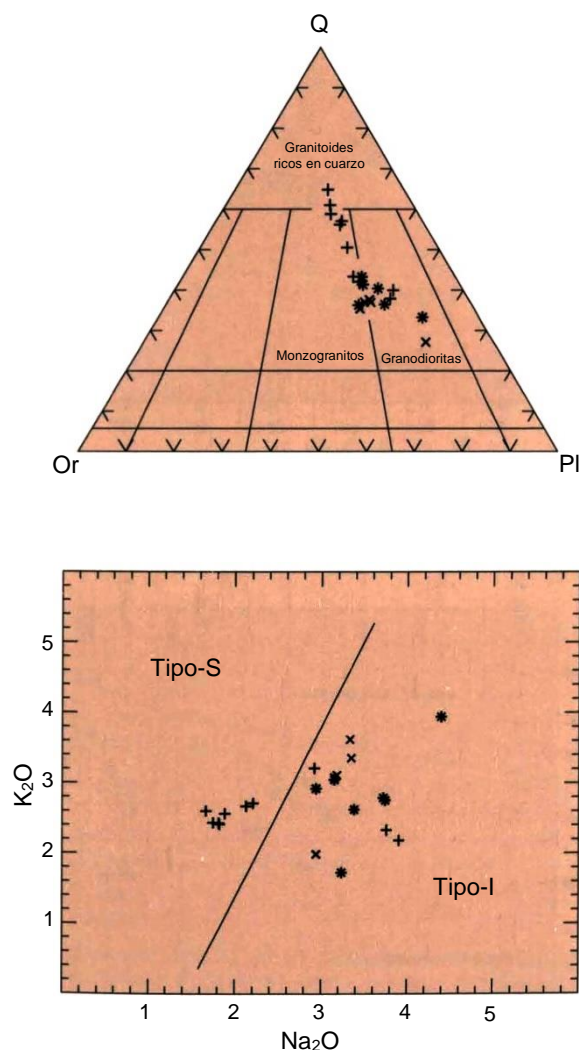 Q
Granitoides
ricos en cuarzo
Monzogranitos
Granodioritas
Or
Pl
5
4
3
2
1
K₂O
Tipo-S
Tipo-I
1
2
3
4
5
Na₂O